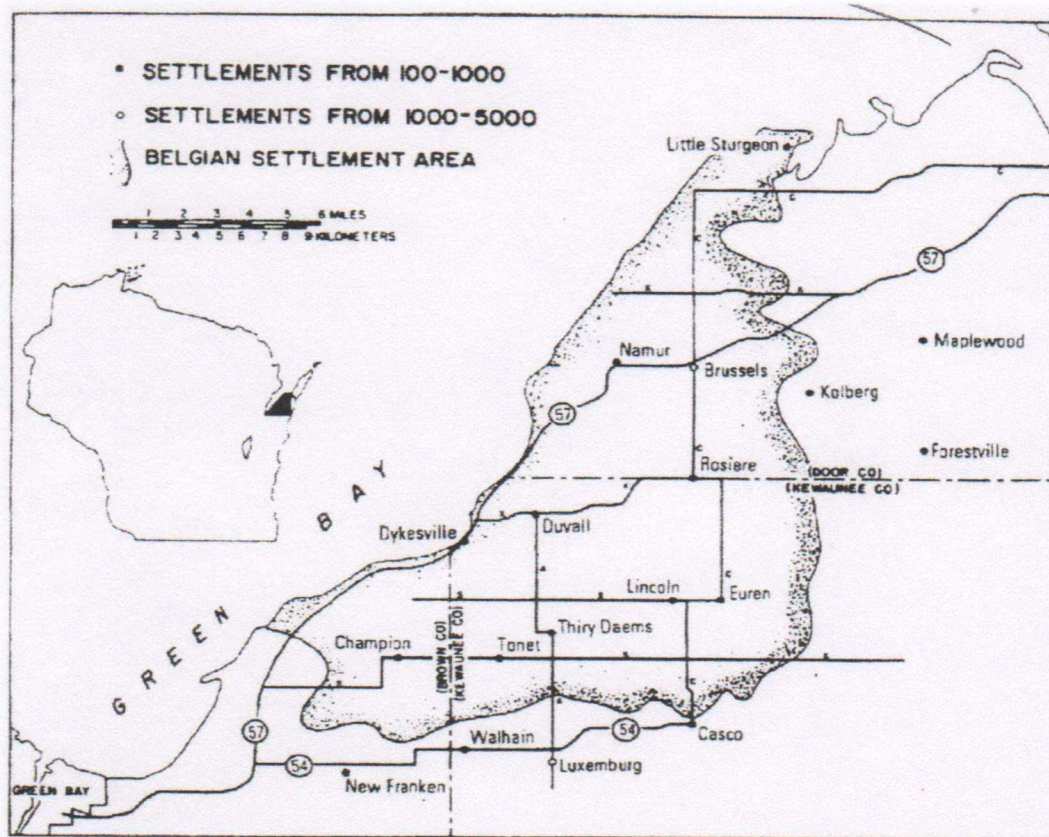 SETTLEMENTS FROM 100-1000
SETTLEMENTS FROM 1000-5000
BELGIAN SETTLEMENT AREA
1 2 3 4 5 6 MILES
1 2 3 4 5 6 7 8 9 KILOMETERS
Little Sturgeon
C
C
57
Namur
Brussels
Maplewood
Kolberg
57
C
Rosiere
Forestville
(DOOR CO)
(KEWAUNEE CO)
GREEN BAY
Dykesville
Duvall
Lincoln
C
Euren
Thiry Daems
Champion
(BROWN CO)
(KEWAUNEE CO)
Tonet
C
57
54
Casco
Walhain
54
Luxemburg
New Franken
GREEN BAY